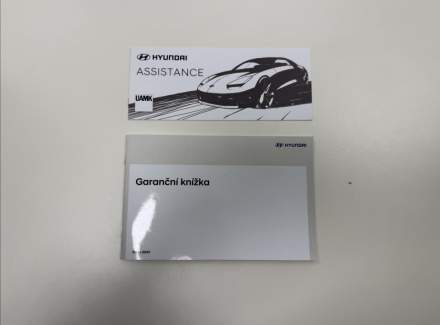 HYUNDAI
ASSISTANCE
UAMK
HYUNDAI
Garanční knížka